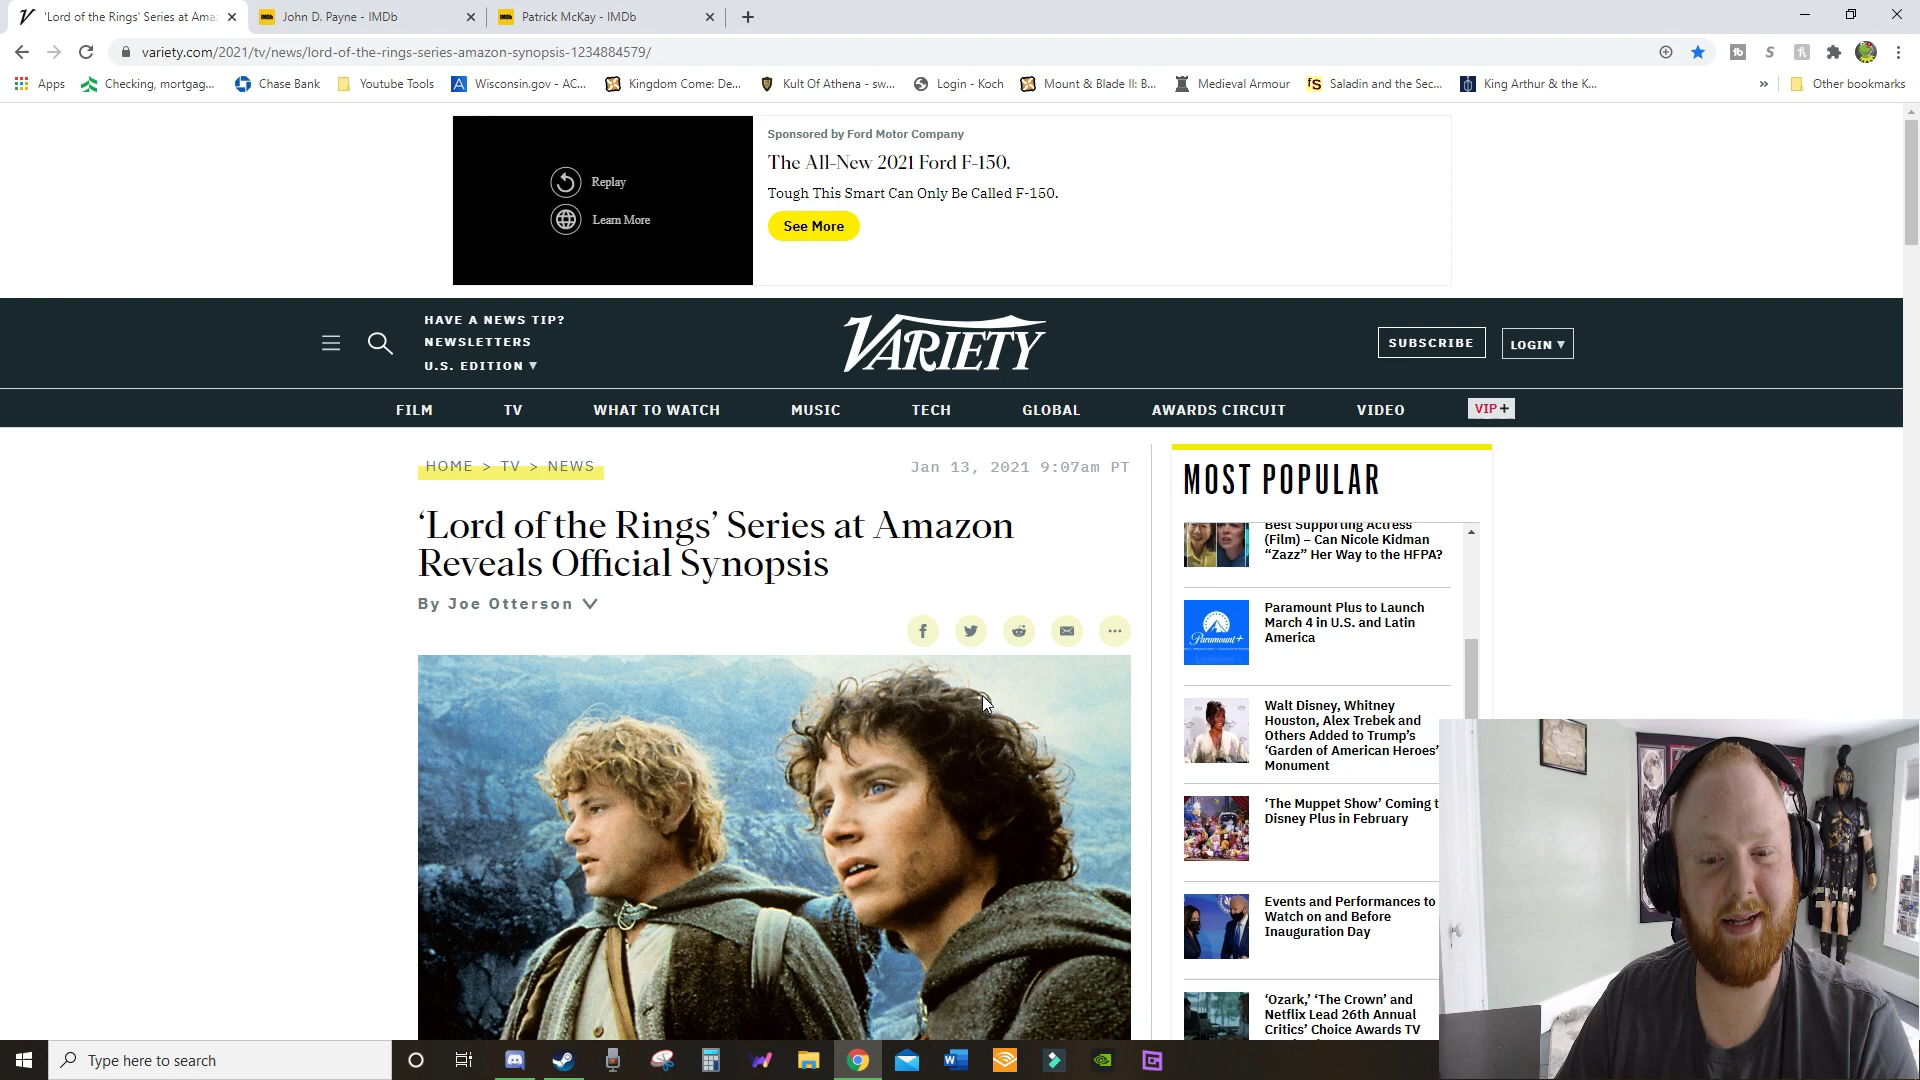 'Lord of the Rings' Series at Ama
John D. Payne - IMDb
Patrick McKay - IMDb
variety.com/2021/tv/news/lord-of-the-rings-series-amazon-synopsis-1234884579/
Apps
Checking, mortgag...
Chase Bank
Youtube Tools
Wisconsin.gov - AC...
Kingdom Come: De...
Kult Of Athena - sw...
Login - Koch
Mount & Blade II: B...
Medieval Armour
Saladin and the Sec...
King Arthur & the K...
»
Other bookmarks
Replay
Learn More
Sponsored by Ford Motor Company
The All-New 2021 Ford F-150.
Tough This Smart Can Only Be Called F-150.
See More
HAVE A NEWS TIP?
NEWSLETTERS
U.S. EDITION ▼
VARIETY
SUBSCRIBE
LOGIN ▼
FILM
TV
WHAT TO WATCH
MUSIC
TECH
GLOBAL
AWARDS CIRCUIT
VIDEO
VIP+
HOME > TV > NEWS
Jan 13, 2021 9:07am PT
‘Lord of the Rings’ Series at Amazon
Reveals Official Synopsis
By Joe Otterson
MOST POPULAR
Best Supporting Actress
(Film) – Can Nicole Kidman
“Zazz” Her Way to the HFPA?
Paramount+
Paramount Plus to Launch
March 4 in U.S. and Latin
America
Walt Disney, Whitney
Houston, Alex Trebek and
Others Added to Trump’s
‘Garden of American Heroes’
Monument
‘The Muppet Show’ Coming t
Disney Plus in February
Events and Performances to
Watch on and Before
Inauguration Day
‘Ozark,’ ‘The Crown’ and
Netflix Lead 26th Annual
Critics’ Choice Awards TV
Type here to search